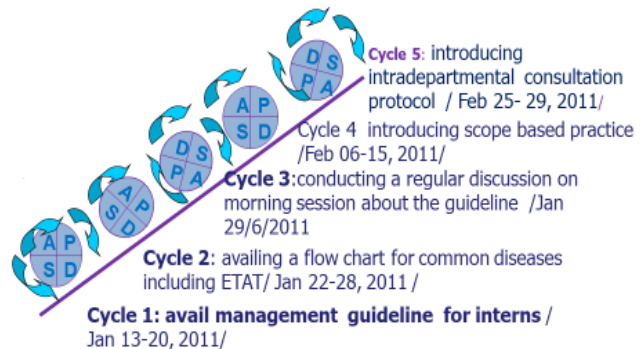 Cycle 5: introducing
intradepartmental consultation
protocol / Feb 25- 29, 2011/
Cycle 4 introducing scope based practice
/Feb 06-15, 2011/
Cycle 3:conducting a regular discussion on
morning session about the guideline /Jan
29/6/2011
Cycle 2: availing a flow chart for common diseases
including ETAT/ Jan 22-28, 2011 /
Cycle 1: avail management guideline for interns /
Jan 13-20, 2011/
D S
P A
A P
S D
D S
P A
A P
S D
A P
S D